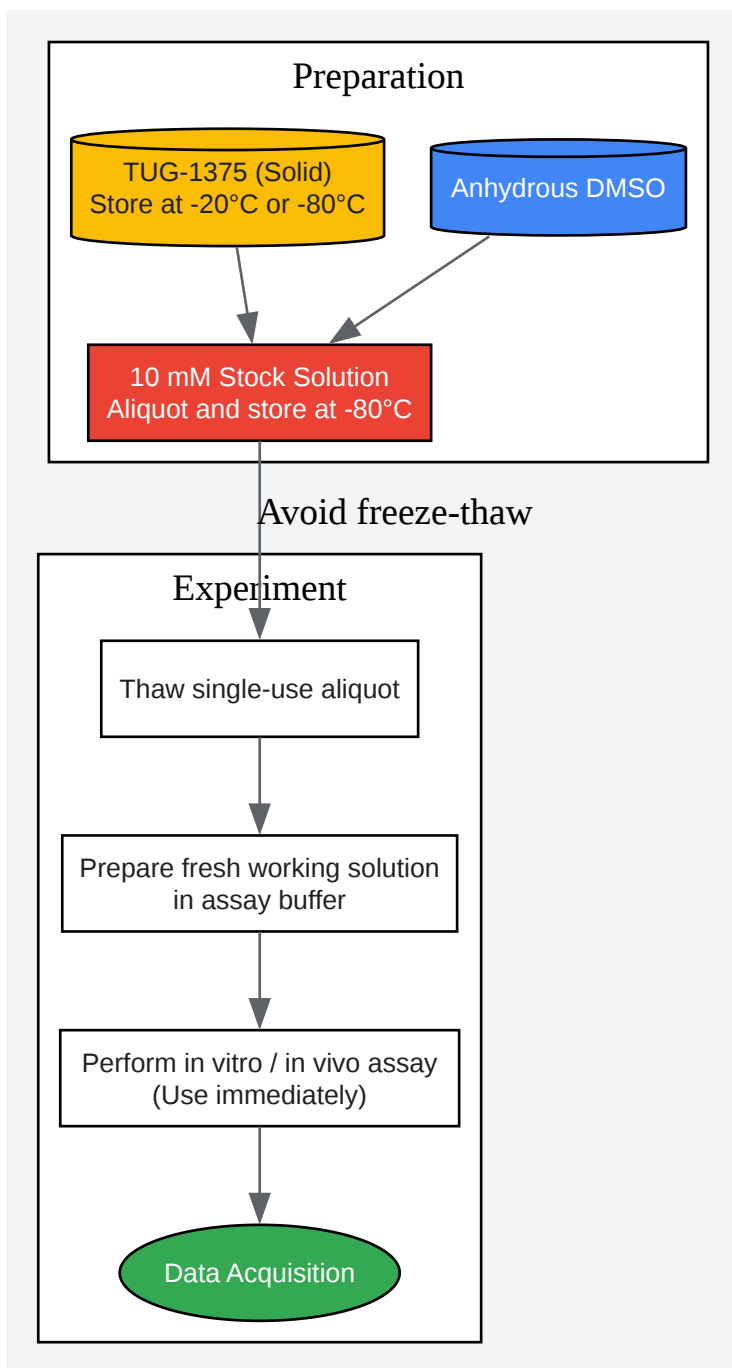 Preparation
TUG-1375 (Solid)
Store at -20°C or -80°C
Anhydrous DMSO
10 mM Stock Solution
Aliquot and store at -80°C
Avoid freeze-thaw
Experiment
Thaw single-use aliquot
Prepare fresh working solution
in assay buffer
Perform in vitro / in vivo assay
(Use immediately)
Data Acquisition